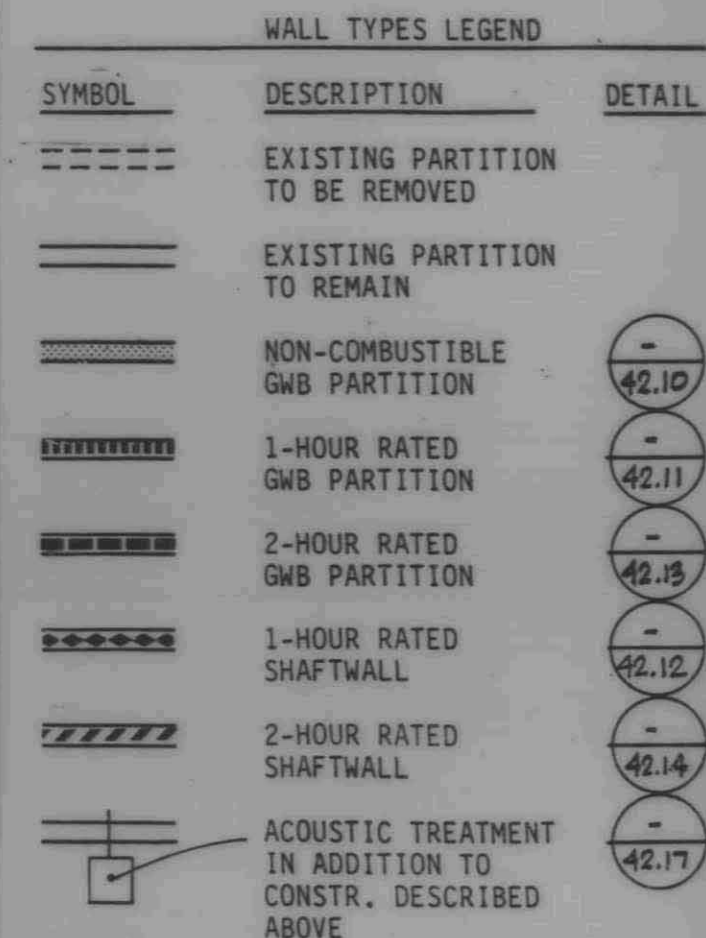 WALL TYPES LEGEND
SYMBOL DESCRIPTION DETAIL
EXISTING PARTITION
TO BE REMOVED
EXISTING PARTITION
TO REMAIN
NON-COMBUSTIBLE
GWB PARTITION
-
42.10
1-HOUR RATED
GWB PARTITION
-
42.11
2-HOUR RATED
GWB PARTITION
-
42.13
1-HOUR RATED
SHAFTWALL
-
42.12
2-HOUR RATED
SHAFTWALL
-
42.14
ACOUSTIC TREATMENT
IN ADDITION TO
CONSTR. DESCRIBED
ABOVE
-
42.17